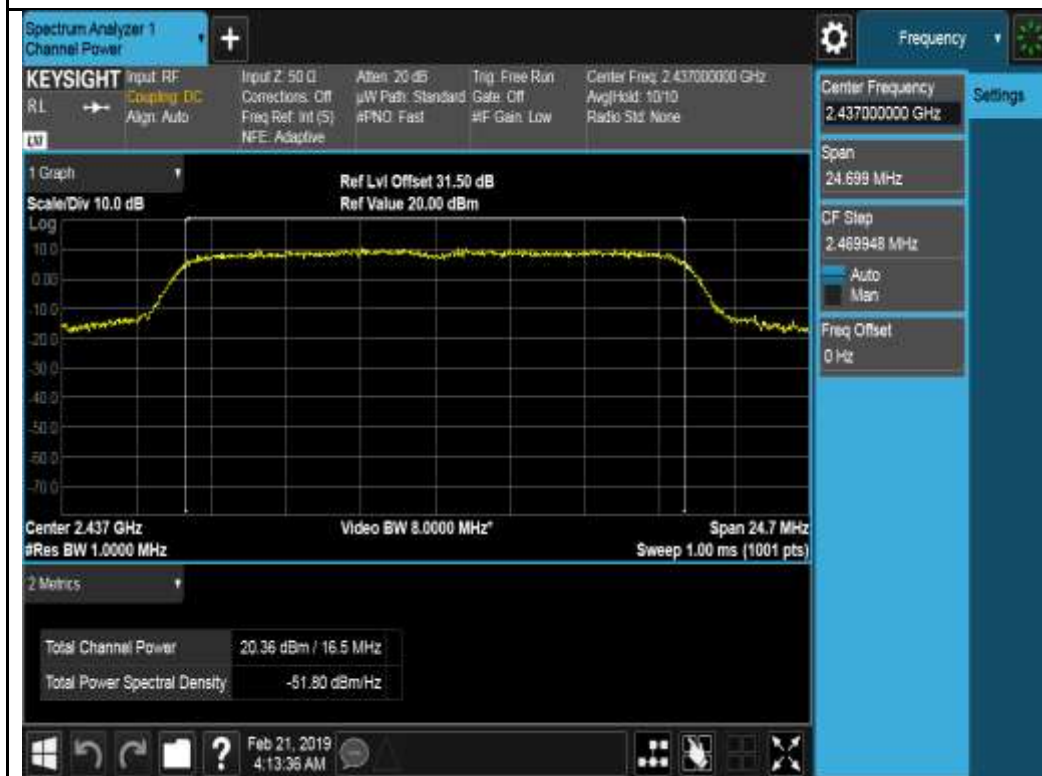 Spectrum Analyzer 1
Channel Power
+
Frequency
KEYSIGHT
R L
Input: RF
Coupling: DC
Align: Auto
Input Z: 50 Ω
Corrections: Off
Freq Ref: Int (S)
NFE: Adaptive
Atten: 20 dB
µW Path: Standard
#PNO: Fast
Trig: Free Run
Gate: Off
#IF Gain: Low
Center Freq: 2.437000000 GHz
Avg|Hold: 10/10
Radio Std: None
1 Graph
Scale/Div 10.0 dB
Ref Lvl Offset 31.50 dB
Ref Value 20.00 dBm
Log
10.0
0.00
-10.0
-20.0
-30.0
-40.0
-50.0
-60.0
-70.0
Center 2.437 GHz
#Res BW 1.0000 MHz
Video BW 8.0000 MHz*
Span 24.7 MHz
Sweep 1.00 ms (1001 pts)
2 Metrics
Total Channel Power 20.36 dBm / 16.5 MHz
Total Power Spectral Density -51.80 dBm/Hz
?
Feb 21, 2019
4:13:36 AM
Center Frequency
2.437000000 GHz
Span
24.699 MHz
CF Step
2.469948 MHz
Auto
Man
Freq Offset
0 Hz
Settings